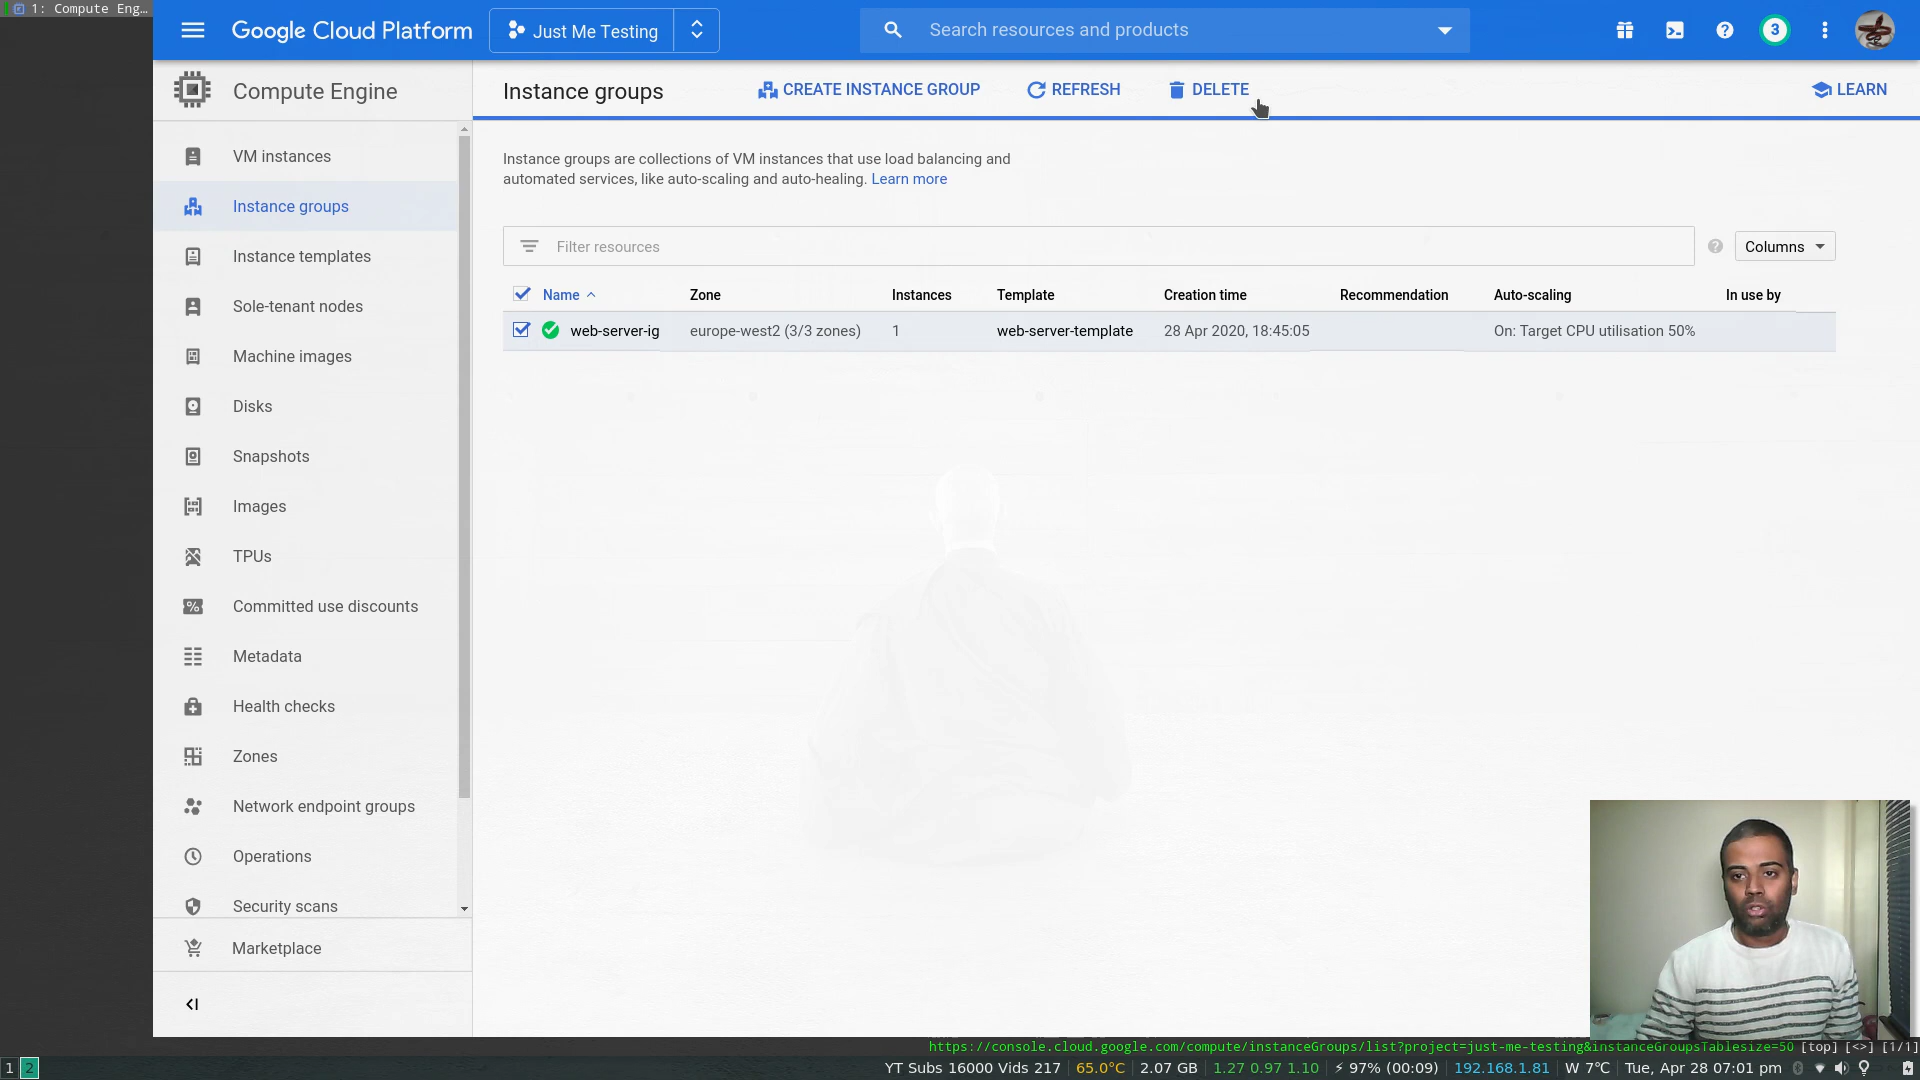 1: Compute Eng…
Google Cloud Platform
Just Me Testing
Search resources and products
3
Compute Engine
Instance groups
CREATE INSTANCE GROUP
REFRESH
DELETE
LEARN
VM instances
Instance groups
Instance templates
Sole-tenant nodes
Machine images
Disks
Snapshots
Images
TPUs
Committed use discounts
Metadata
Health checks
Zones
Network endpoint groups
Operations
Security scans
Marketplace
Instance groups are collections of VM instances that use load balancing and
automated services, like auto-scaling and auto-healing. Learn more
Filter resources
Columns
Name Zone Instances Template Creation time Recommendation Auto-scaling In use by
web-server-ig europe-west2 (3/3 zones) 1 web-server-template 28 Apr 2020, 18:45:05 On: Target CPU utilisation 50%
https://console.cloud.google.com/compute/instanceGroups/list?project=just-me-testing&instanceGroupsTablesize=50 [top] [<>] [1/1]
1 2 YT Subs 16000 Vids 217 65.0°C 2.07 GB 1.27 0.97 1.10 ⚡ 97% (00:09) 192.168.1.81 W 7°C Tue, Apr 28 07:01 pm